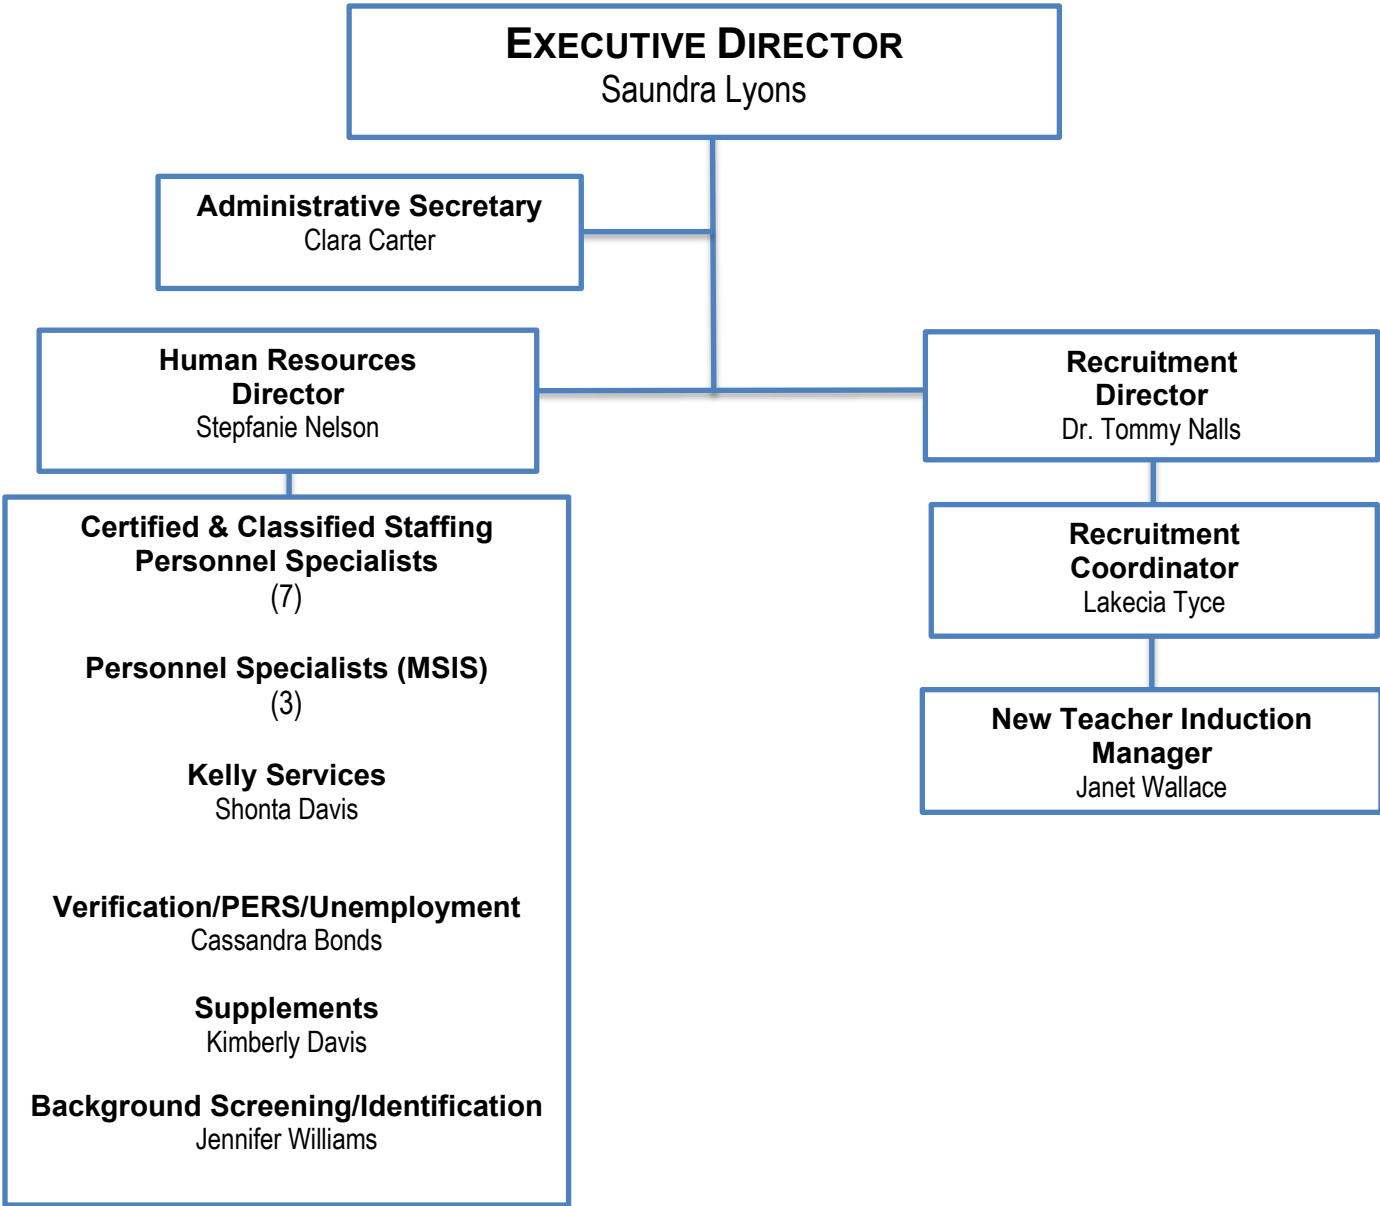 EXECUTIVE DIRECTOR
Saundra Lyons
Administrative Secretary
Clara Carter
Human Resources
Director
Stepfanie Nelson
Recruitment
Director
Dr. Tommy Nalls
Certified & Classified Staffing
Personnel Specialists
(7)
Personnel Specialists (MSIS)
(3)
Kelly Services
Shonta Davis
Verification/PERS/Unemployment
Cassandra Bonds
Supplements
Kimberly Davis
Background Screening/Identification
Jennifer Williams
Recruitment
Coordinator
Lakecia Tyce
New Teacher Induction
Manager
Janet Wallace